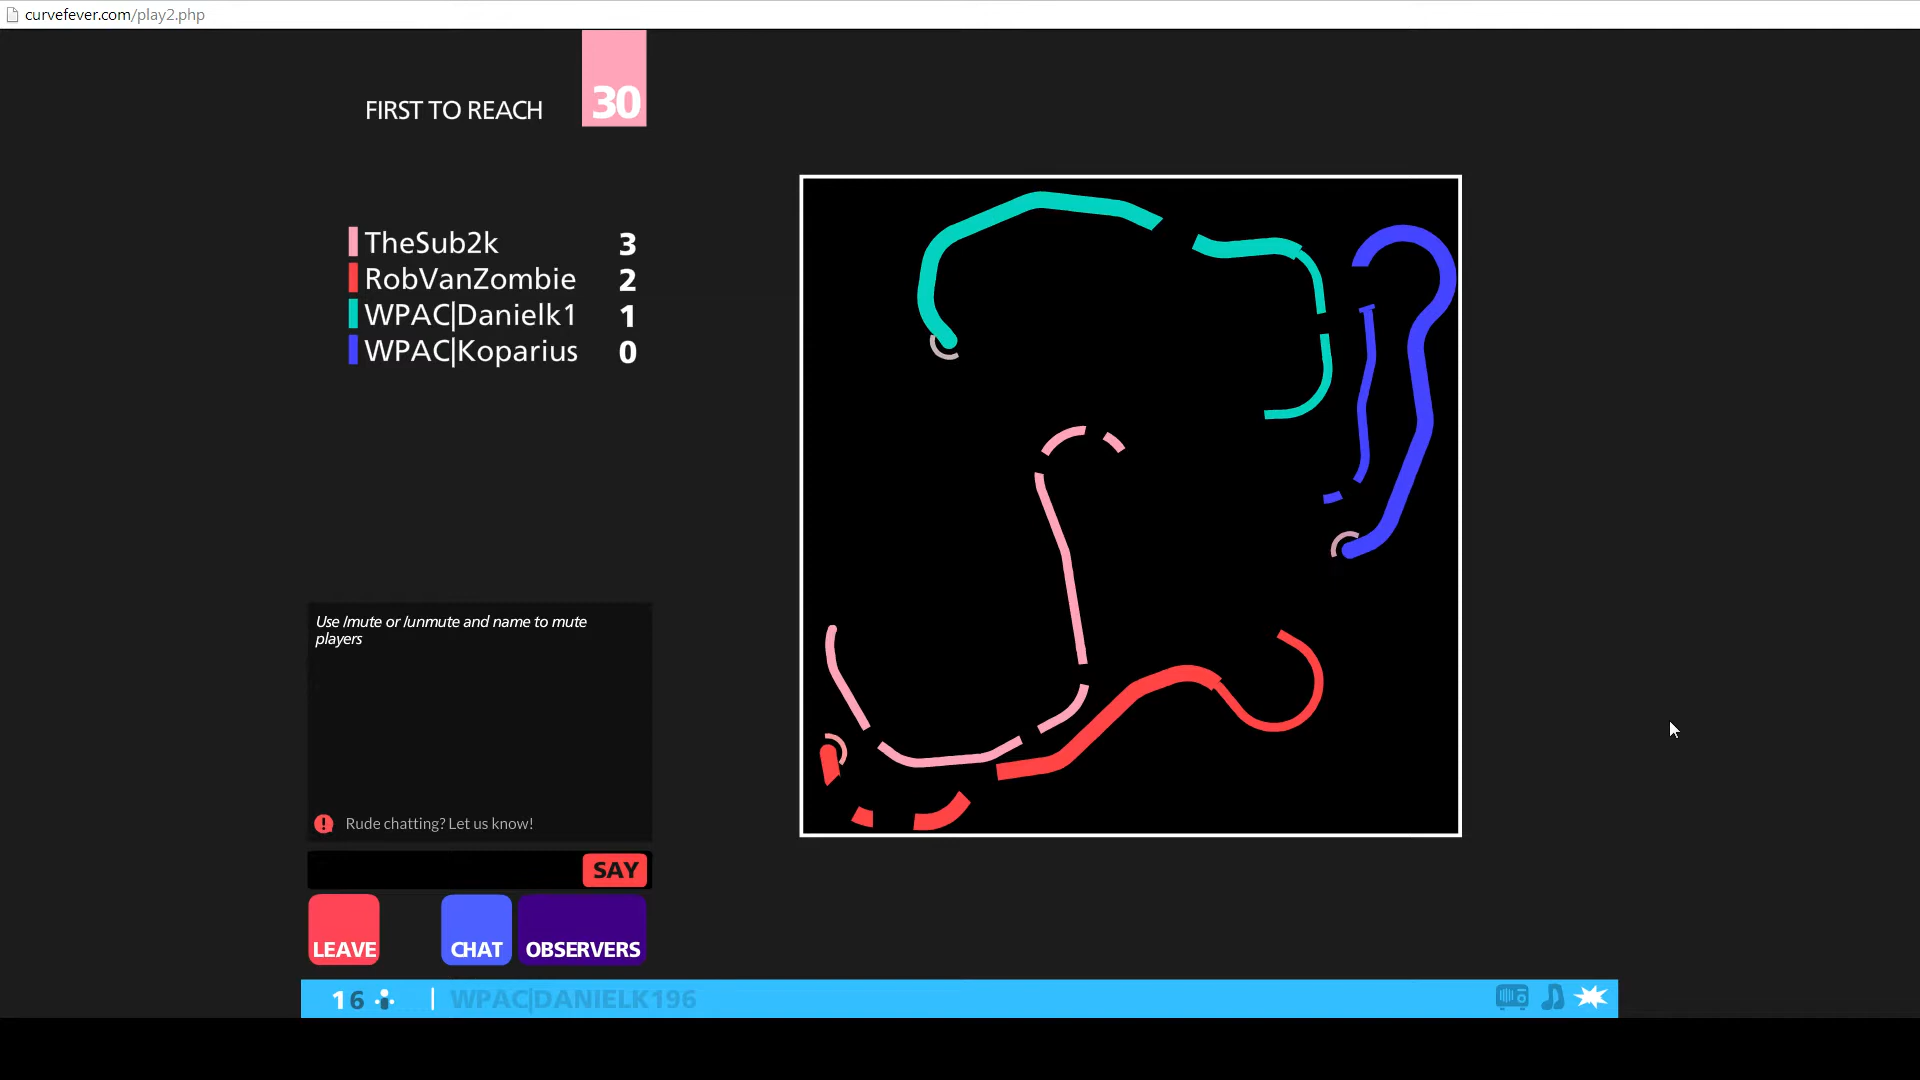 curvefever.com/play2.php
FIRST TO REACH 30
TheSub2k 3
RobVanZombie 2
WPAC|Danielk1 1
WPAC|Koparius 0
Use /mute or /unmute and name to mute
players
Rude chatting? Let us know!
SAY
LEAVE CHAT OBSERVERS
16 WPAC|DANIELK196